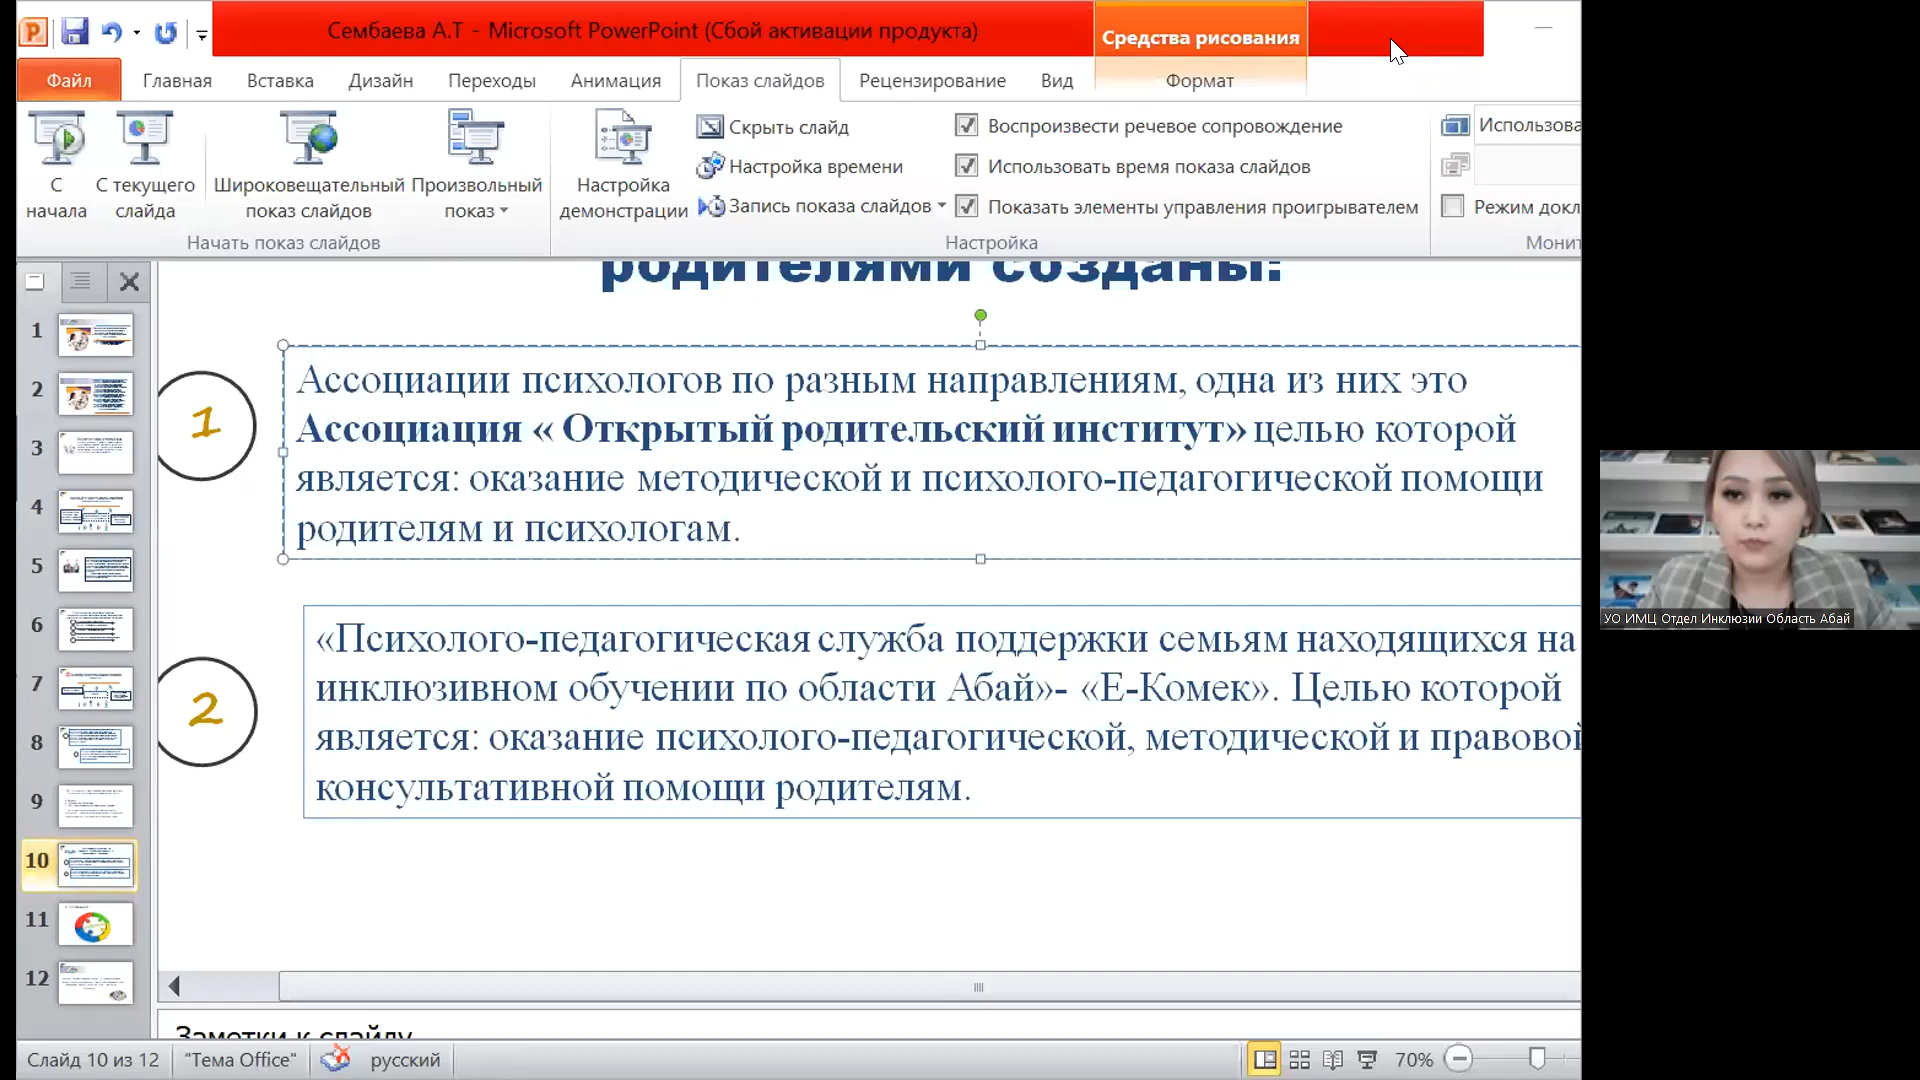 Сембаева А.Т - Microsoft PowerPoint (Сбой активации продукта)
Средства рисования
Файл
Главная
Вставка
Дизайн
Переходы
Анимация
Показ слайдов
Рецензирование
Вид
Формат
С начала
С текущего слайда
Широковещательный показ слайдов
Произвольный показ
Начать показ слайдов
Настройка демонстрации
Скрыть слайд
Настройка времени
Запись показа слайдов
Воспроизвести речевое сопровождение
Использовать время показа слайдов
Показать элементы управления проигрывателем
Настройка
Использова
Режим докл
Монит
1
2
3
4
5
6
7
8
9
10
11
12
родителями созданы:
1
Ассоциации психологов по разным направлениям, одна из них это
Ассоциация « Открытый родительский институт» целью которой
является: оказание методической и психолого-педагогической помощи
родителям и психологам.
2
«Психолого-педагогическая служба поддержки семьям находящихся на
инклюзивном обучении по области Абай»- «Е-Комек». Целью которой
является: оказание психолого-педагогической, методической и правовой
консультативной помощи родителям.
Заметки к слайду
Слайд 10 из 12
"Тема Office"
русский
70%
УО ИМЦ Отдел Инклюзии Область Абай